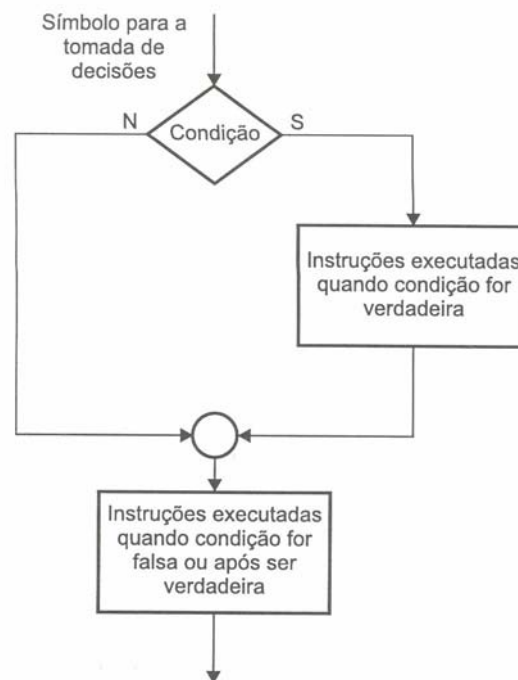 Símbolo para a
tomada de
decisões
N
Condição
S
Instruções executadas
quando condição for
verdadeira
Instruções executadas
quando condição for
falsa ou após ser
verdadeira